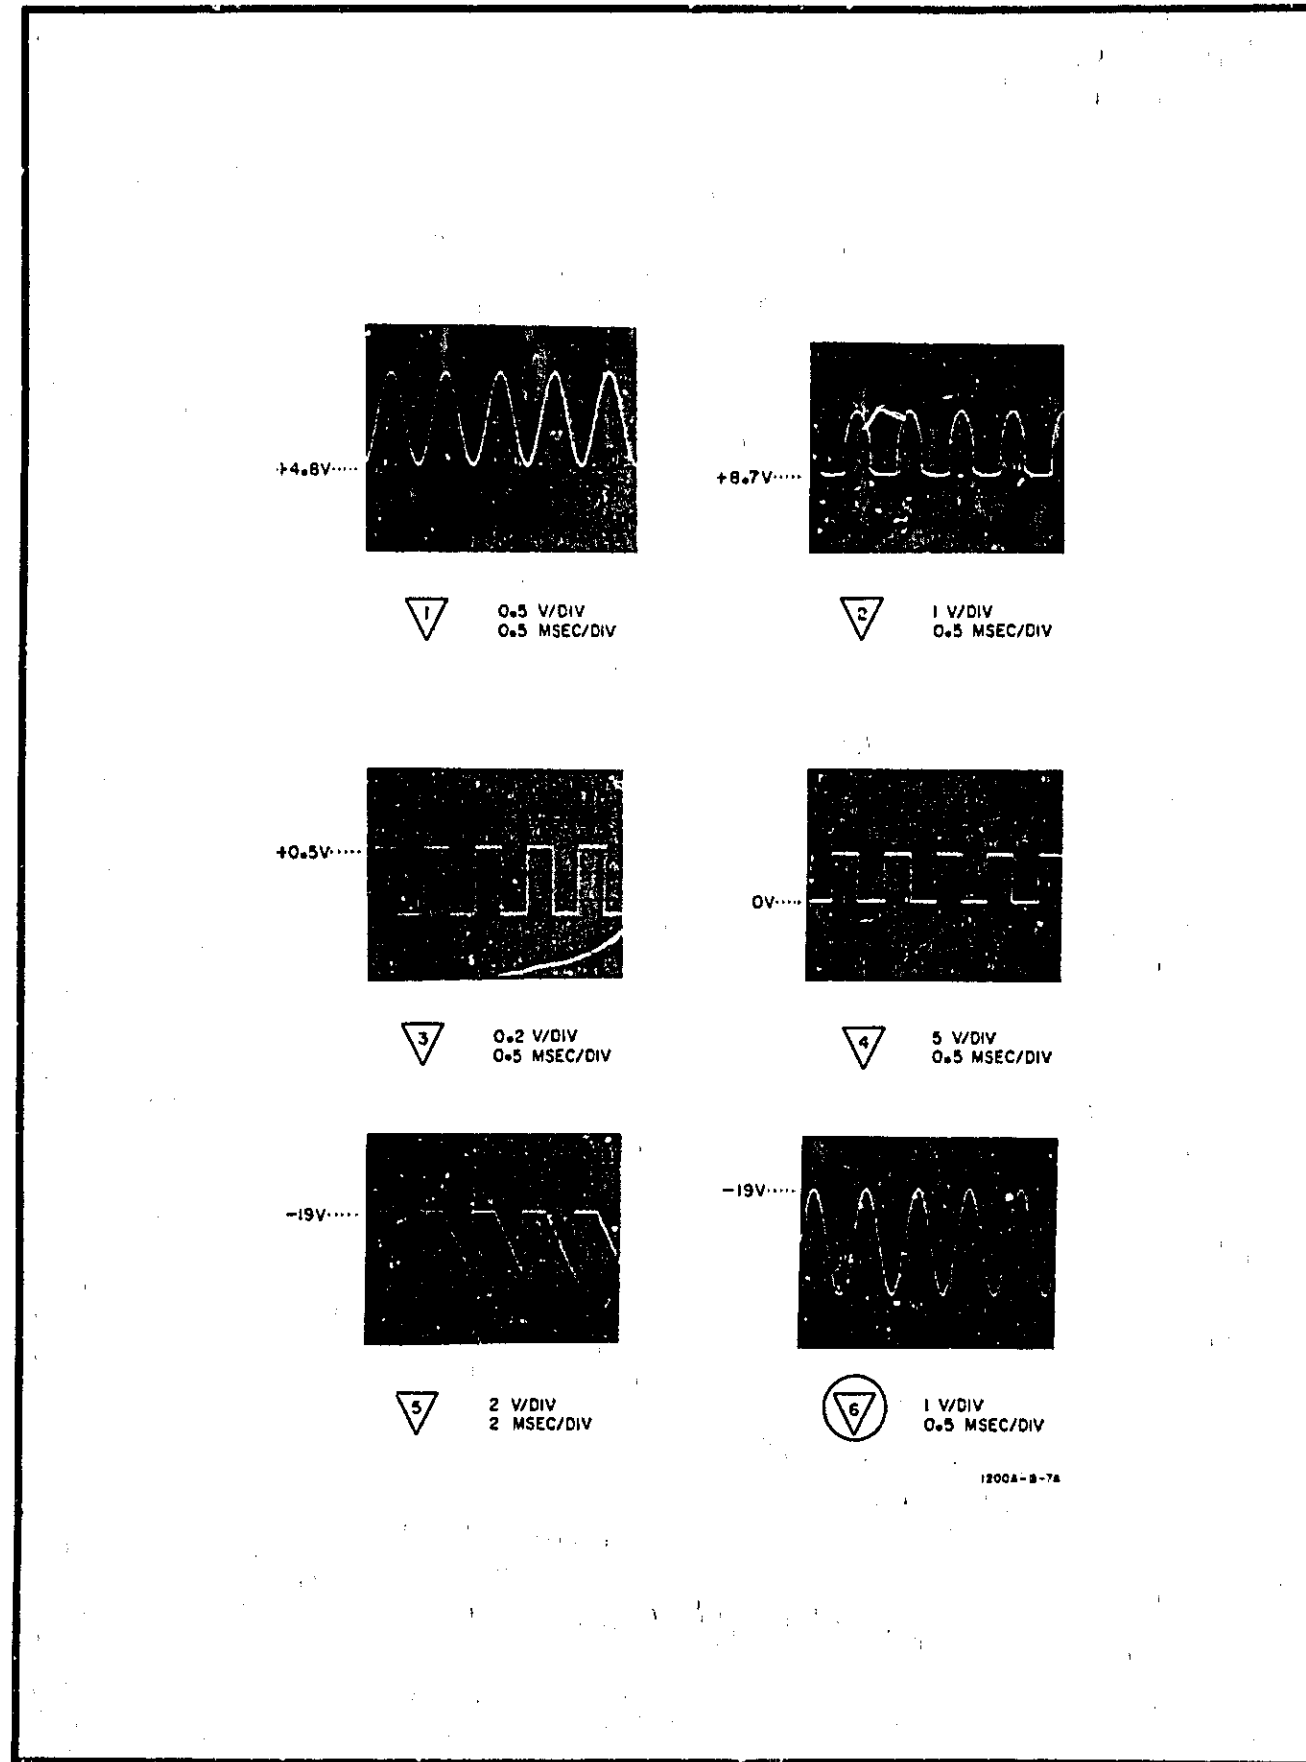 +4.8V.....
+8.7V.....
1
0.5 V/DIV
0.5 MSEC/DIV
2
1 V/DIV
0.5 MSEC/DIV
+0.5V.....
0V.....
3
0.2 V/DIV
0.5 MSEC/DIV
4
5 V/DIV
0.5 MSEC/DIV
-19V.....
-19V.....
5
2 V/DIV
2 MSEC/DIV
6
1 V/DIV
0.5 MSEC/DIV
1200A-B-7A